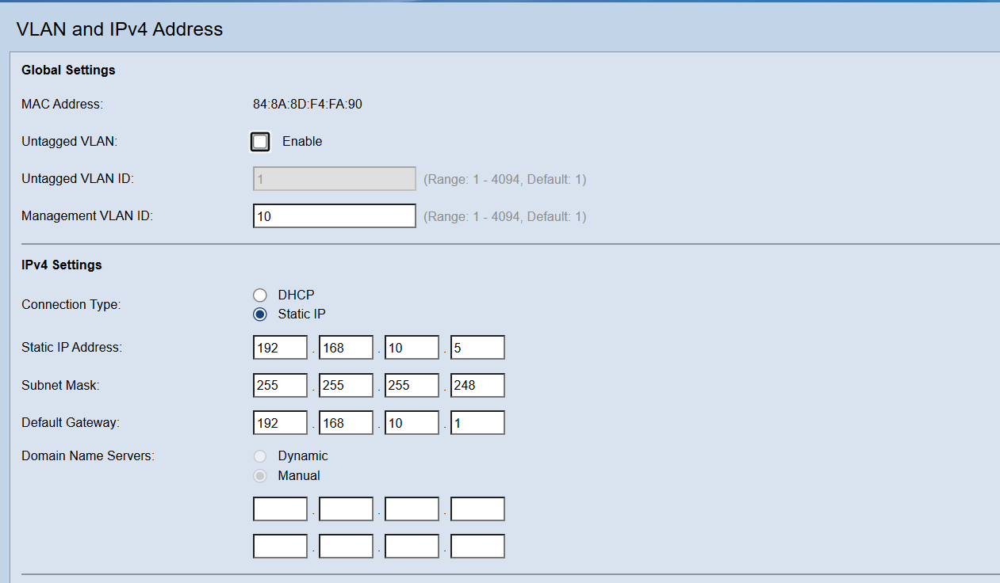 VLAN and IPv4 Address
Global Settings
MAC Address: 84:8A:8D:F4:FA:90
Untagged VLAN: Enable
Untagged VLAN ID: 1 (Range: 1 - 4094, Default: 1)
Management VLAN ID: 10 (Range: 1 - 4094, Default: 1)
IPv4 Settings
Connection Type: DHCP
Static IP
Static IP Address: 192 . 168 . 10 . 5
Subnet Mask: 255 . 255 . 255 . 248
Default Gateway: 192 . 168 . 10 . 1
Domain Name Servers: Dynamic
Manual
. . .
. . .